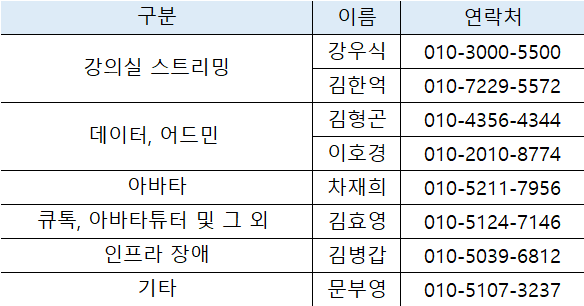 구분 이름 연락처
강의실 스트리밍 강우식 010-3000-5500
김한억 010-7229-5572
데이터, 어드민 김형곤 010-4356-4344
이호경 010-2010-8774
아바타 차재희 010-5211-7956
큐톡, 아바타튜터 및 그 외 김효영 010-5124-7146
인프라 장애 김병갑 010-5039-6812
기타 문부영 010-5107-3237